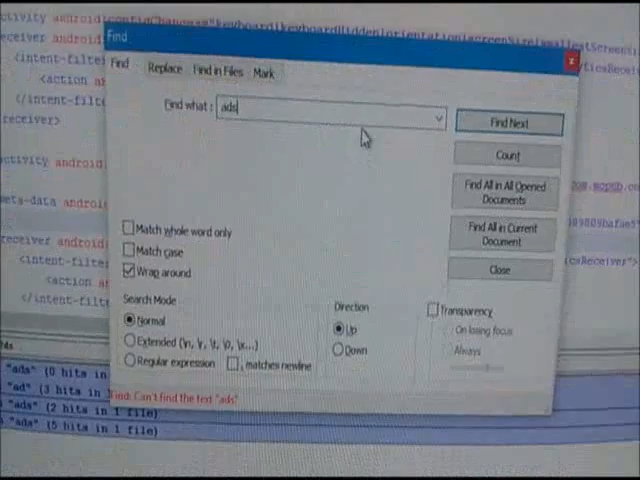 ctivity android:configChanges="keyboard|keyboardHidden|orientation|screenSize|smallestScreenSi
eceiver android:
<intent-filte
<action a
</intent-filt
receiver>
ctivity android:
meta-data android
receiver android:
<intent-filte
<action an
</intent-filt
Find
Find Replace Find in Files Mark
Find what : ads
Find Next
Count
Find All in All Opened
Documents
Find All in Current
Document
Close
Match whole word only
Match case
Wrap around
Search Mode
Normal
Extended (\n, \r, \t, \0, \x...)
Regular expression . matches newline
Direction
Up
Down
Transparency
On losing focus
Always
Find: Can't find the text "ads"
"ads" (0 hits in
"ad" (3 hits in
"ads" (2 hits in 1 file)
"ads" (5 hits in 1 file)